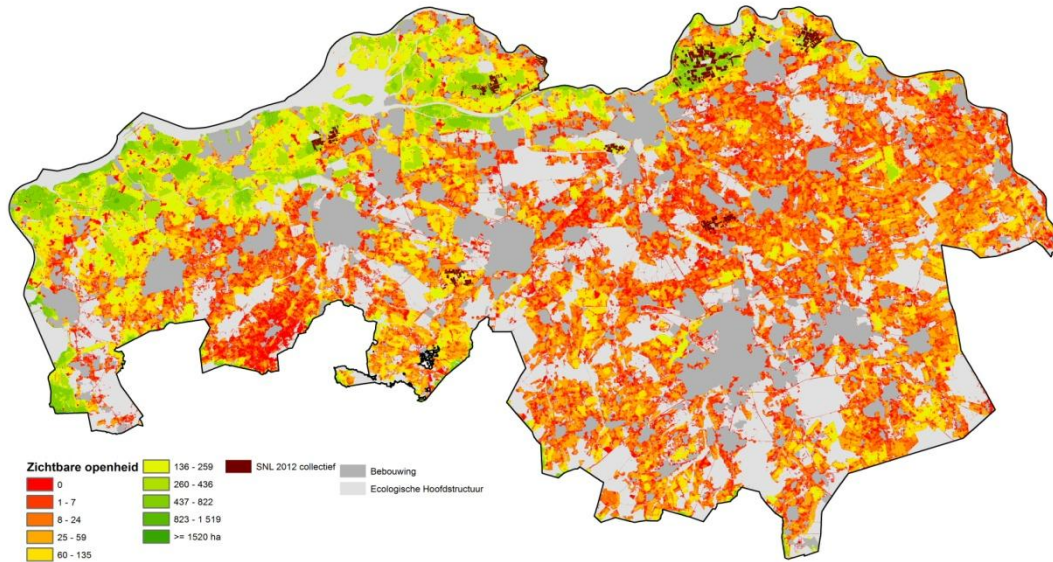 Zichtbare openheid
0
1 - 7
8 - 24
25 - 59
60 - 135
136 - 259
260 - 436
437 - 822
823 - 1 519
>= 1520 ha
SNL 2012 collectief
Bebouwing
Ecologische Hoofdstructuur